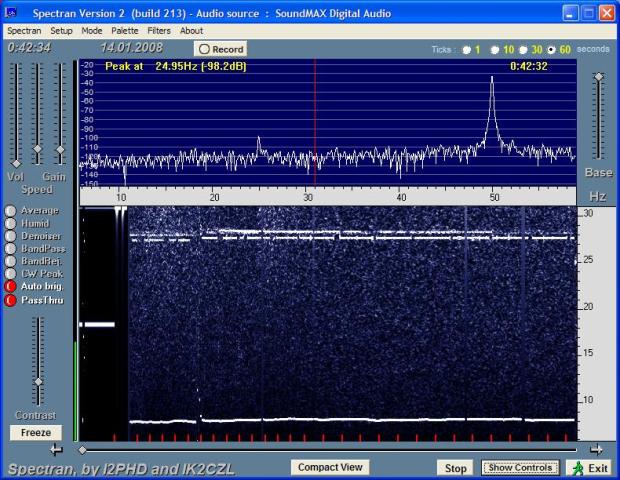 Spectran Version 2 (build 213) - Audio source : SoundMAX Digital Audio
Spectran Setup Mode Palette Filters About
0:42:34 14.01.2008 Record Ticks : 1 10 30 60 seconds
Peak at 24.95Hz (-98.2dB) 0:42:32
-20
-30
-40
-50
-60
-70
-80
-90
-100
-110
-120
-130
-140
-150
10 20 30 40 50 Hz
Vol Gain
Speed
Base
Average
Humid
Denoiser
BandPass
BandRej.
CW Peak
Auto brig.
PassThru
Contrast
Freeze
30
25
20
15
10
Spectran, by I2PHD and IK2CZL
Compact View Stop Show Controls Exit